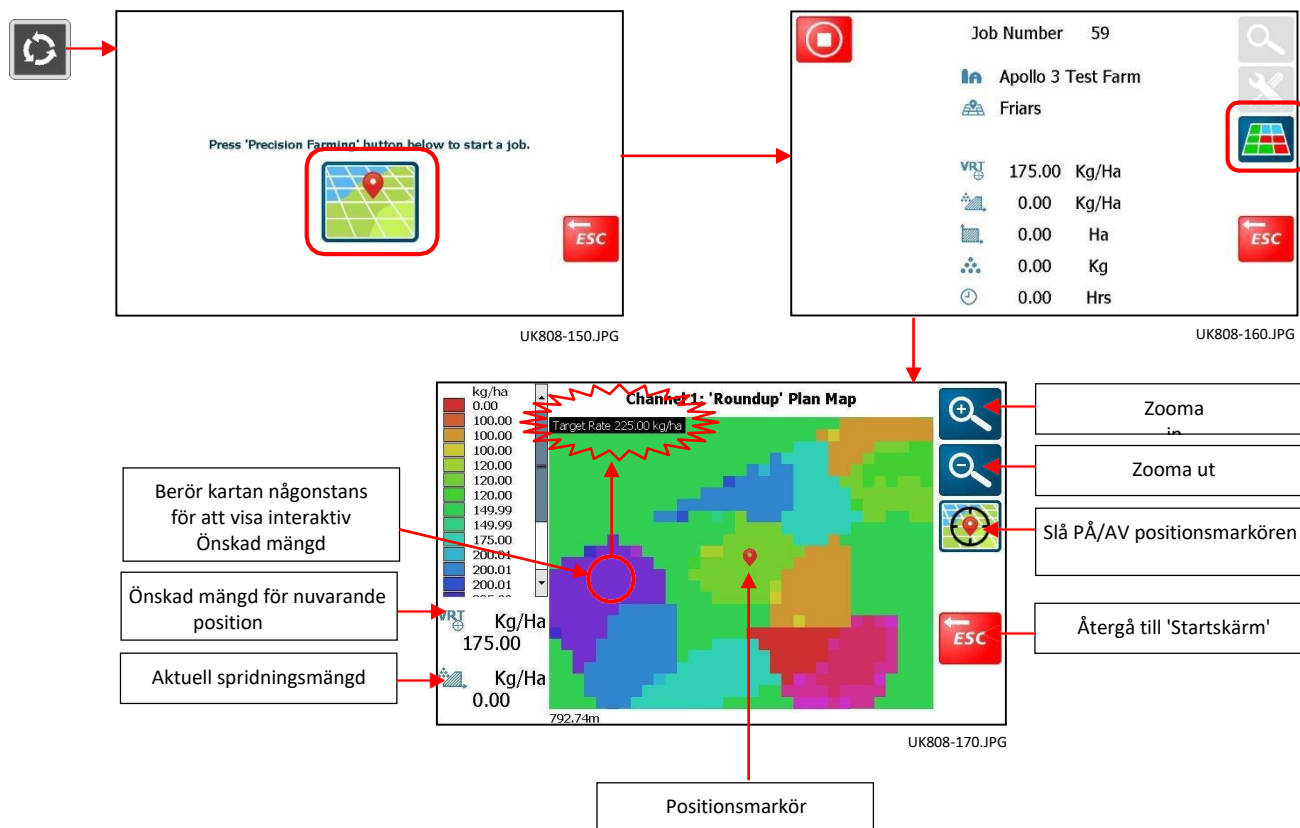 Press 'Precision Farming' button below to start a job.
ESC
UK808-150.JPG
Job Number 59
Apollo 3 Test Farm
Friars
VRT 175.00 Kg/Ha
0.00 Kg/Ha
0.00 Ha
0.00 Kg
0.00 Hrs
ESC
UK808-160.JPG
Berör kartan någonstans
för att visa interaktiv
Önskad mängd
Önskad mängd för nuvarande
position
Aktuell spridningsmängd
kg/ha
0.00
100.00
100.00
100.00
120.00
120.00
120.00
149.99
149.99
175.00
200.01
200.01
200.01
Channel 1: 'Roundup' Plan Map
Target Rate 225.00 kg/ha
VRT Kg/Ha
175.00
Kg/Ha
0.00
792.74m
ESC
UK808-170.JPG
Zooma
Zooma ut
Slå PÅ/AV positionsmarkören
Återgå till 'Startskärm'
Positionsmarkör